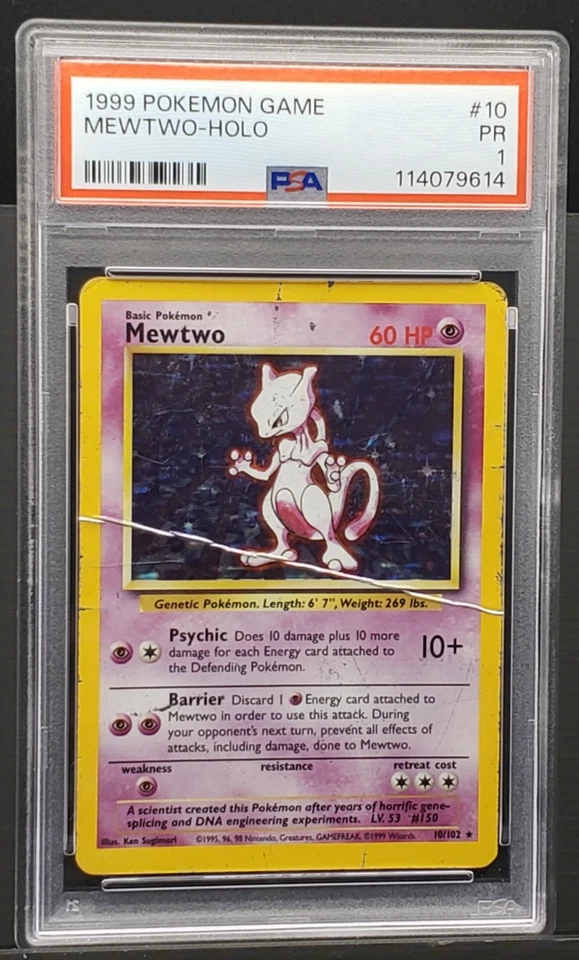 1999 POKEMON GAME #10
MEWTWO-HOLO PR
1
PSA 114079614
Basic Pokémon
Mewtwo 60 HP
Genetic Pokémon. Length: 6' 7", Weight: 269 lbs.
Psychic Does 10 damage plus 10 more
damage for each Energy card attached to
the Defending Pokémon.
10+
Barrier Discard 1 Energy card attached to
Mewtwo in order to use this attack. During
your opponent's next turn, prevent all effects of
attacks, including damage, done to Mewtwo.
weakness resistance retreat cost
A scientist created this Pokémon after years of horrific gene-
splicing and DNA engineering experiments. LV. 53 #150
Illus. Ken Sugimori ©1995, 96, 98 Nintendo, Creatures, GAMEFREAK. ©1999 Wizards. 10/102 ★
PSA